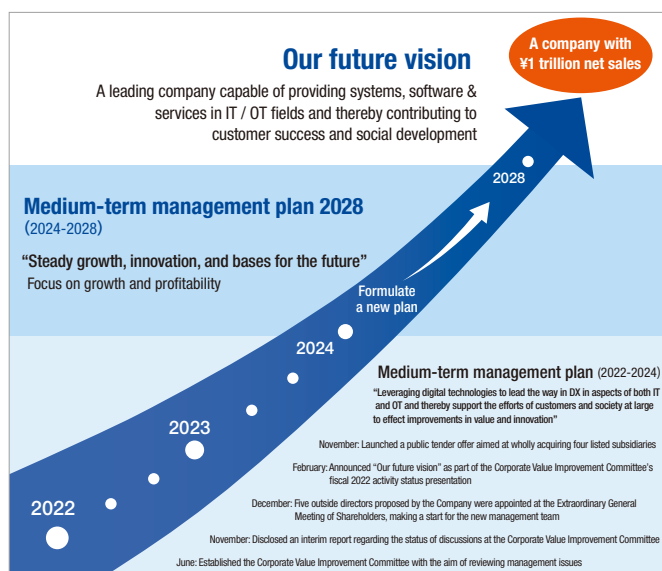 Our future vision
A company with
¥1 trillion net sales
A leading company capable of providing systems, software &
services in IT / OT fields and thereby contributing to
customer success and social development
2028
Medium-term management plan 2028
(2024-2028)
“Steady growth, innovation, and bases for the future”
Focus on growth and profitability
Formulate
a new plan
2024
Medium-term management plan (2022-2024)
“Leveraging digital technologies to lead the way in DX in aspects of both IT
and OT and thereby support the efforts of customers and society at large
to effect improvements in value and innovation”
2023
November: Launched a public tender offer aimed at wholly acquiring four listed subsidiaries
February: Announced “Our future vision” as part of the Corporate Value Improvement Committee’s
fiscal 2022 activity status presentation
2022
December: Five outside directors proposed by the Company were appointed at the Extraordinary General
Meeting of Shareholders, making a start for the new management team
November: Disclosed an interim report regarding the status of discussions at the Corporate Value Improvement Committee
June: Established the Corporate Value Improvement Committee with the aim of reviewing management issues